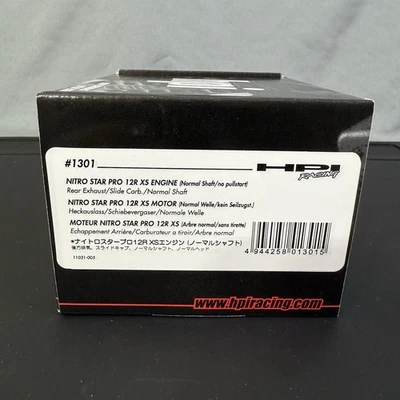 #1301
HPI
RACING
NITRO STAR PRO 12R XS ENGINE (Normal Shaft/no pullstart)
Rear Exhaust/Slide Carb./Normal Shaft
NITRO STAR PRO 12R XS MOTOR (Normal Welle/kein Seilzugst.)
Heckauslass/Schiebevergaser/Normale Welle
MOTEUR NITRO STAR PRO 12R XS (Arbre normal/sans tirette)
Echappement Arrière/Carburateur a tiroir/Arbre normal
*ナイトロスタープロ12R XSエンジン (ノーマルシャフト)
後方排気、スライドキャブ、ノーマルシャフト、ノーマルヘッド
11031-005
4 944258 013015
www.hpiracing.com